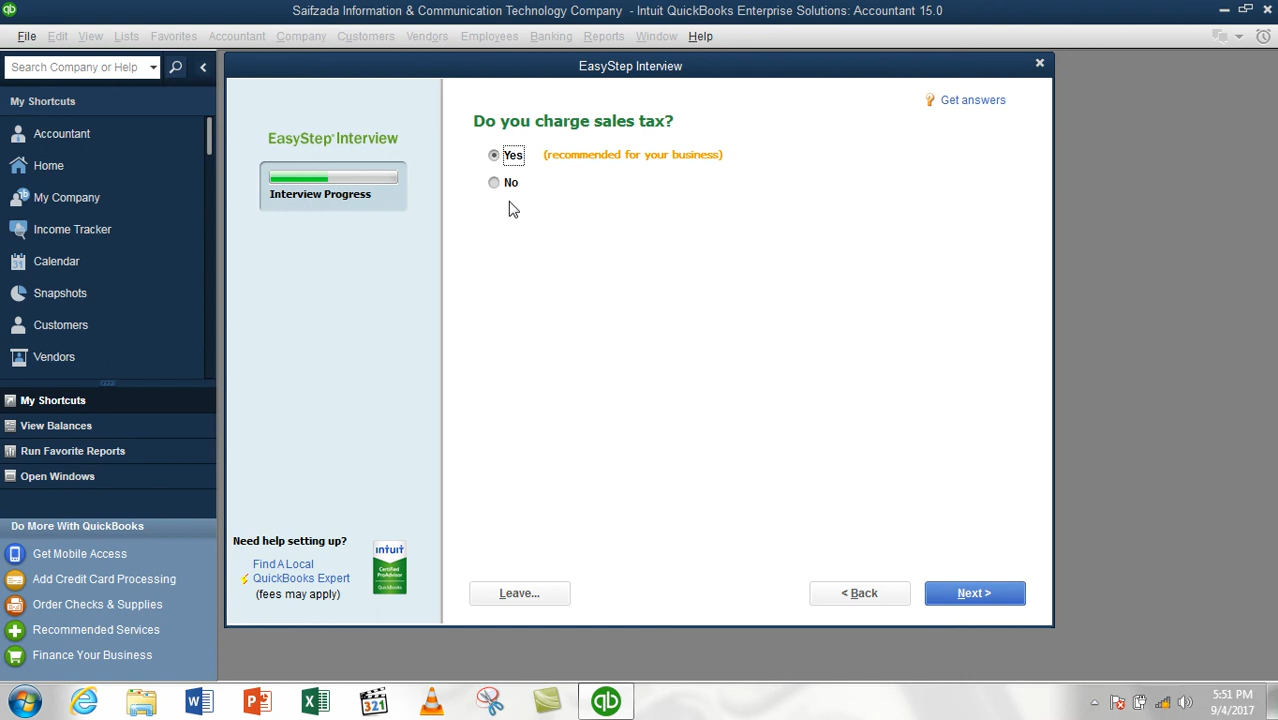 Saifzada Information & Communication Technology Company - Intuit QuickBooks Enterprise Solutions: Accountant 15.0
File Edit View Lists Favorites Accountant Company Customers Vendors Employees Banking Reports Window Help
Search Company or Help
My Shortcuts
Accountant
Home
My Company
Income Tracker
Calendar
Snapshots
Customers
Vendors
My Shortcuts
View Balances
Run Favorite Reports
Open Windows
Do More With QuickBooks
Get Mobile Access
Add Credit Card Processing
Order Checks & Supplies
Recommended Services
Finance Your Business
EasyStep Interview
EasyStep Interview
Interview Progress
Need help setting up?
Find A Local
QuickBooks Expert
(fees may apply)
intuit
Certified
ProAdvisor
QuickBooks
Get answers
Do you charge sales tax?
Yes (recommended for your business)
No
Leave...
< Back
Next >
5:51 PM
9/4/2017